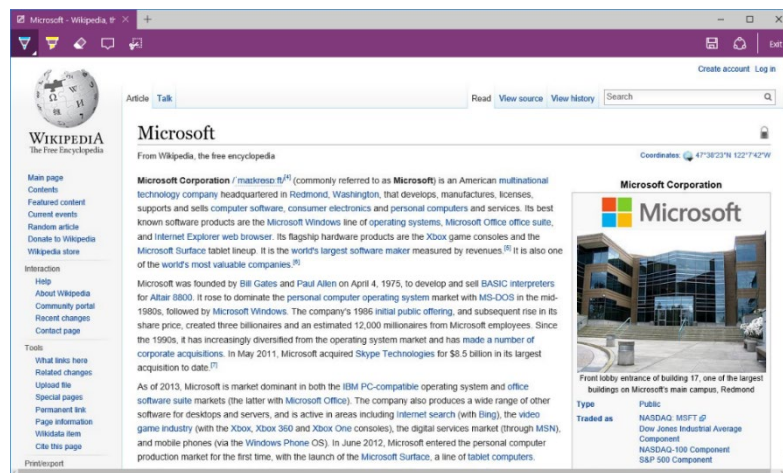 Microsoft - Wikipedia, th
Exit
Create account Log in
Article Talk
Read View source View history Search
WIKIPEDIA
The Free Encyclopedia
Main page
Contents
Featured content
Current events
Random article
Donate to Wikipedia
Wikipedia store
Interaction
Help
About Wikipedia
Community portal
Recent changes
Contact page
Tools
What links here
Related changes
Upload file
Special pages
Permanent link
Page information
Wikidata item
Cite this page
Print/export
Microsoft
From Wikipedia, the free encyclopedia
Coordinates: 47°38'23"N 122°7'42"W
Microsoft Corporation /ˈmaɪkrəsɒft/[4] (commonly referred to as Microsoft) is an American multinational
technology company headquartered in Redmond, Washington, that develops, manufactures, licenses,
supports and sells computer software, consumer electronics and personal computers and services. Its best
known software products are the Microsoft Windows line of operating systems, Microsoft Office office suite,
and Internet Explorer web browser. Its flagship hardware products are the Xbox game consoles and the
Microsoft Surface tablet lineup. It is the world's largest software maker measured by revenues.[5] It is also one
of the world's most valuable companies.[6]
Microsoft was founded by Bill Gates and Paul Allen on April 4, 1975, to develop and sell BASIC interpreters
for Altair 8800. It rose to dominate the personal computer operating system market with MS-DOS in the mid-
1980s, followed by Microsoft Windows. The company's 1986 initial public offering, and subsequent rise in its
share price, created three billionaires and an estimated 12,000 millionaires from Microsoft employees. Since
the 1990s, it has increasingly diversified from the operating system market and has made a number of
corporate acquisitions. In May 2011, Microsoft acquired Skype Technologies for $8.5 billion in its largest
acquisition to date.[7]
As of 2013, Microsoft is market dominant in both the IBM PC-compatible operating system and office
software suite markets (the latter with Microsoft Office). The company also produces a wide range of other
software for desktops and servers, and is active in areas including Internet search (with Bing), the video
game industry (with the Xbox, Xbox 360 and Xbox One consoles), the digital services market (through MSN),
and mobile phones (via the Windows Phone OS). In June 2012, Microsoft entered the personal computer
production market for the first time, with the launch of the Microsoft Surface, a line of tablet computers.
Microsoft Corporation
Microsoft
Front lobby entrance of building 17, one of the largest
buildings on Microsoft's main campus, Redmond
Type Public
Traded as NASDAQ: MSFT
Dow Jones Industrial Average
Component
NASDAQ-100 Component
S&P 500 Component